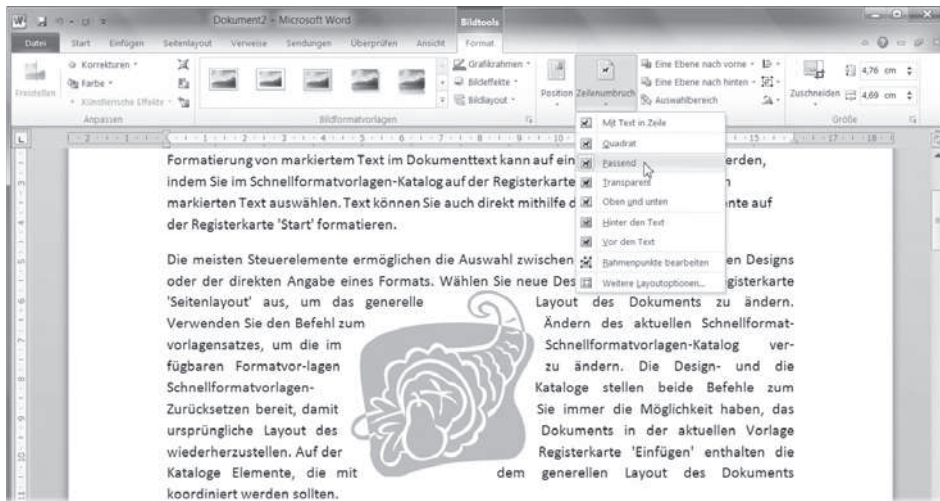 Dokument2 - Microsoft Word
Bildtools
Datei Start Einfügen Seitenlayout Verweise Sendungen Überprüfen Ansicht Format
Freistellen
Korrekturen
Farbe
Künstlerische Effekte
Anpassen
Bildformatvorlagen
Grafikrahmen
Bildeffekte
Bildlayout
Position
Zeilenumbruch
Eine Ebene nach vorne
Eine Ebene nach hinten
Auswahlbereich
Zuschneiden
4,76 cm
4,69 cm
Größe
Mit Text in Zeile
Quadrat
Passend
Transparent
Oben und unten
Hinter den Text
Vor den Text
Rahmenpunkte bearbeiten
Weitere Layoutoptionen...
Formatierung von markiertem Text im Dokumenttext kann auf ein erden,
indem Sie im Schnellformatvorlagen-Katalog auf der Registerkarte n
markierten Text auswählen. Text können Sie auch direkt mithilfe d ente auf
der Registerkarte 'Start' formatieren.
Die meisten Steuerelemente ermöglichen die Auswahl zwischen en Designs
oder der direkten Angabe eines Formats. Wählen Sie neue Des gisterkarte
'Seitenlayout' aus, um das generelle Layout des Dokuments zu ändern.
Verwenden Sie den Befehl zum Ändern des aktuellen Schnellformat-
vorlagensatzes, um die im Schnellformatvorlagen-Katalog ver-
fügbaren Formatvor-lagen zu ändern. Die Design- und die
Schnellformatvorlagen- Kataloge stellen beide Befehle zum
Zurücksetzen bereit, damit Sie immer die Möglichkeit haben, das
ursprüngliche Layout des Dokuments in der aktuellen Vorlage
wiederherzustellen. Auf der Registerkarte 'Einfügen' enthalten die
Kataloge Elemente, die mit dem generellen Layout des Dokuments
koordiniert werden sollten.